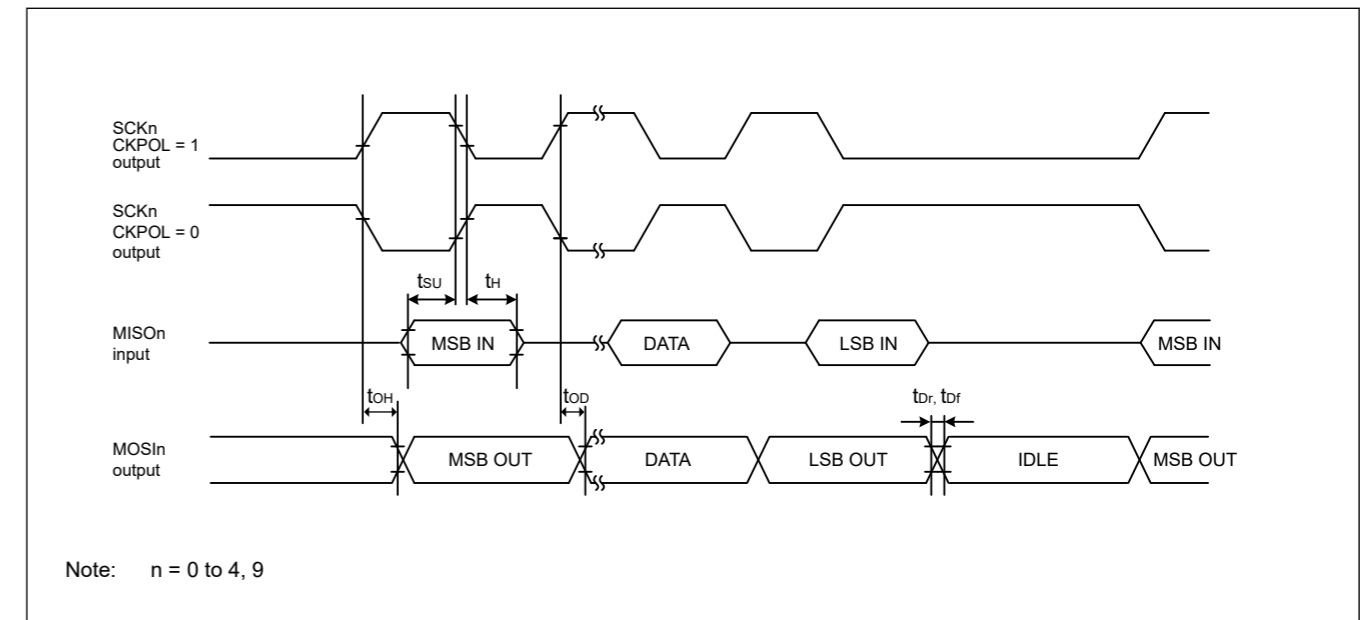 SCKn
CKPOL = 1
output
SCKn
CKPOL = 0
output
tSU
tH
MISOn
input
MSB IN
DATA
LSB IN
MSB IN
tOH
tOD
tDr, tDf
MOSIn
output
MSB OUT
DATA
LSB OUT
IDLE
MSB OUT
Note: n = 0 to 4, 9